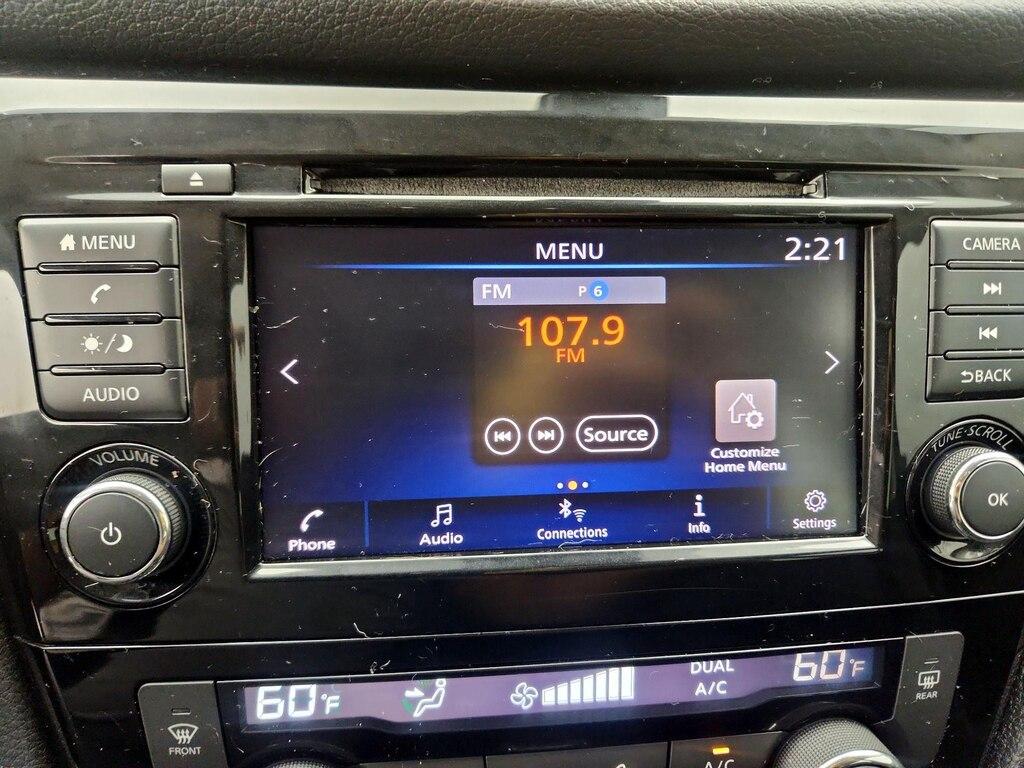 MENU
AUDIO
VOLUME
MENU
2:21
FM P 6
107.9
FM
Source
Customize
Home Menu
Phone
Audio
Connections
Info
Settings
CAMERA
BACK
TUNE·SCROLL
OK
60°F
DUAL
A/C
60°F
FRONT
REAR
A/C